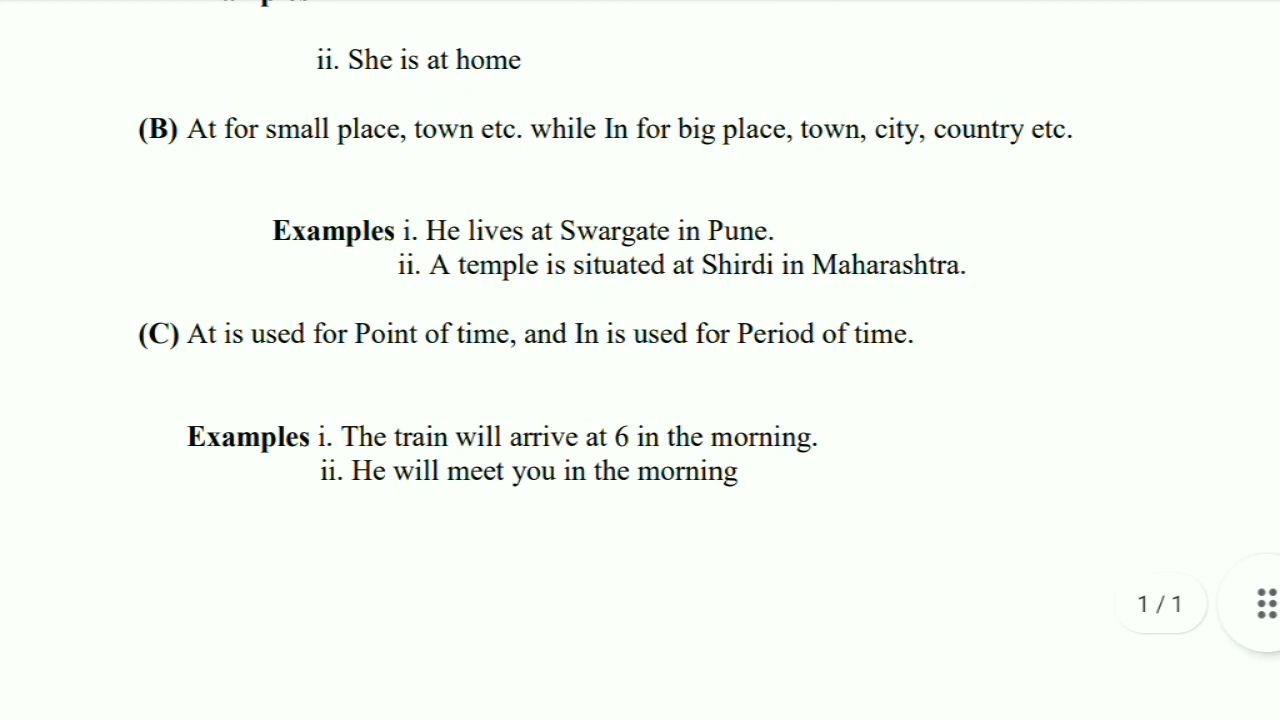 ii. She is at home
(B) At for small place, town etc. while In for big place, town, city, country etc.
Examples i. He lives at Swargate in Pune.
ii. A temple is situated at Shirdi in Maharashtra.
(C) At is used for Point of time, and In is used for Period of time.
Examples i. The train will arrive at 6 in the morning.
ii. He will meet you in the morning
1 / 1